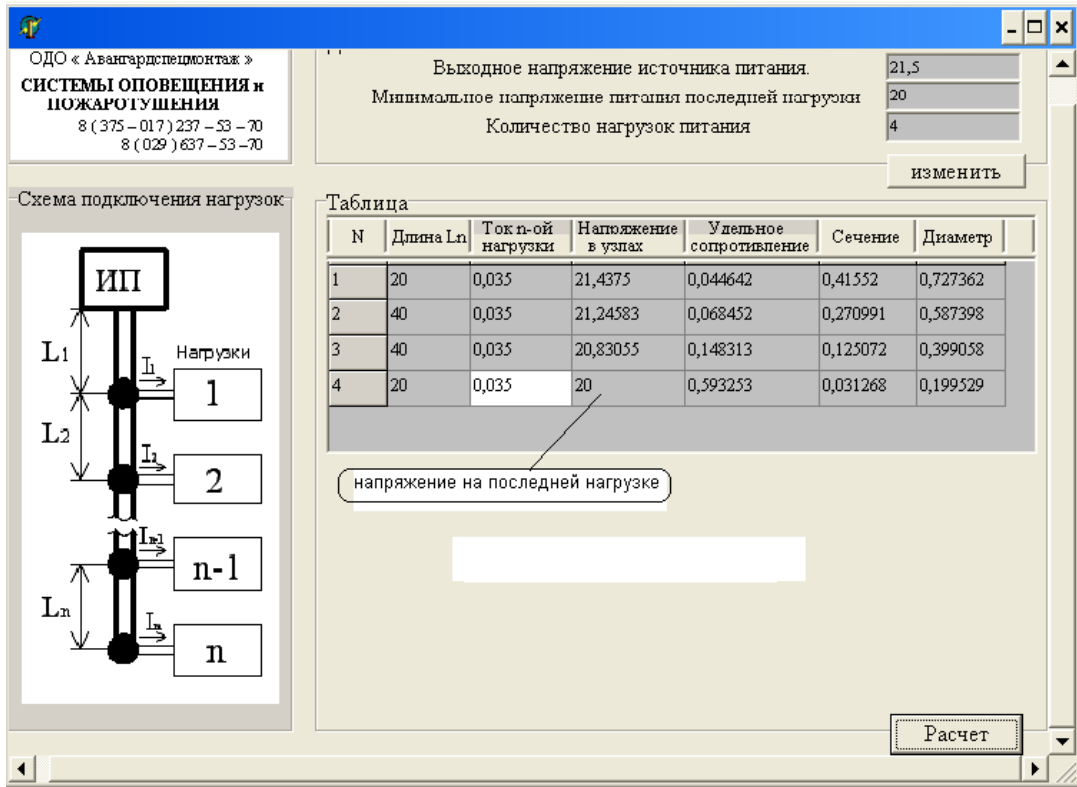 ОДО « Авангардспецмонтаж »
СИСТЕМЫ ОПОВЕЩЕНИЯ и
ПОЖАРОТУШЕНИЯ
8 ( 375 – 017 ) 237 – 53 – 70
8 ( 029 ) 637 – 53 –70
Выходное напряжение источника питания. 21,5
Минимальное напряжение питания последней нагрузки 20
Количество нагрузок питания 4
изменить
Схема подключения нагрузок
ИП
L1
I1
Нагрузки
1
L2
I2
2
In-1
n-1
Ln
In
n
Таблица
N Длина Ln Ток n-ой нагрузки Напряжение в узлах Удельное сопротивление Сечение Диаметр
1 20 0,035 21,4375 0,044642 0,41552 0,727362
2 40 0,035 21,24583 0,068452 0,270991 0,587398
3 40 0,035 20,83055 0,148313 0,125072 0,399058
4 20 0,035 20 0,593253 0,031268 0,199529
напряжение на последней нагрузке
Расчет